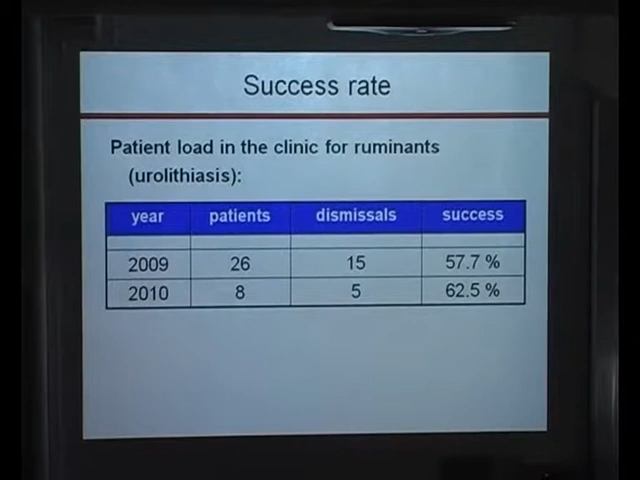 Success rate
Patient load in the clinic for ruminants
(urolithiasis):
year patients dismissals success
2009 26 15 57.7 %
2010 8 5 62.5 %